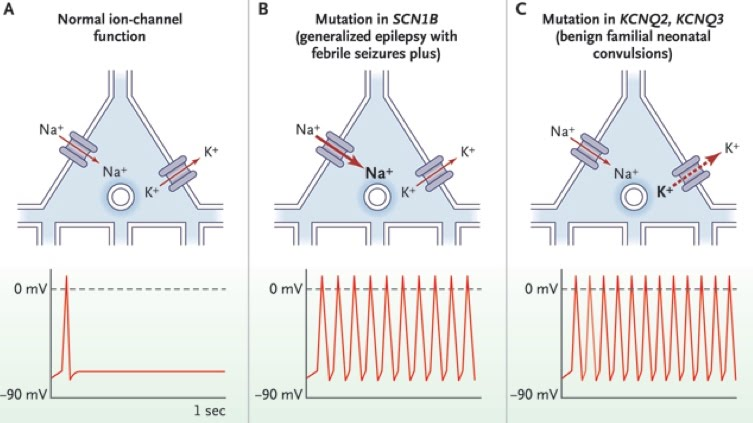 A
Normal ion-channel
function
Na⁺
Na⁺
K⁺
K⁺
0 mV
−90 mV
1 sec
B
Mutation in SCN1B
(generalized epilepsy with
febrile seizures plus)
Na⁺
Na⁺
K⁺
K⁺
0 mV
−90 mV
C
Mutation in KCNQ2, KCNQ3
(benign familial neonatal
convulsions)
Na⁺
Na⁺
K⁺
K⁺
0 mV
−90 mV